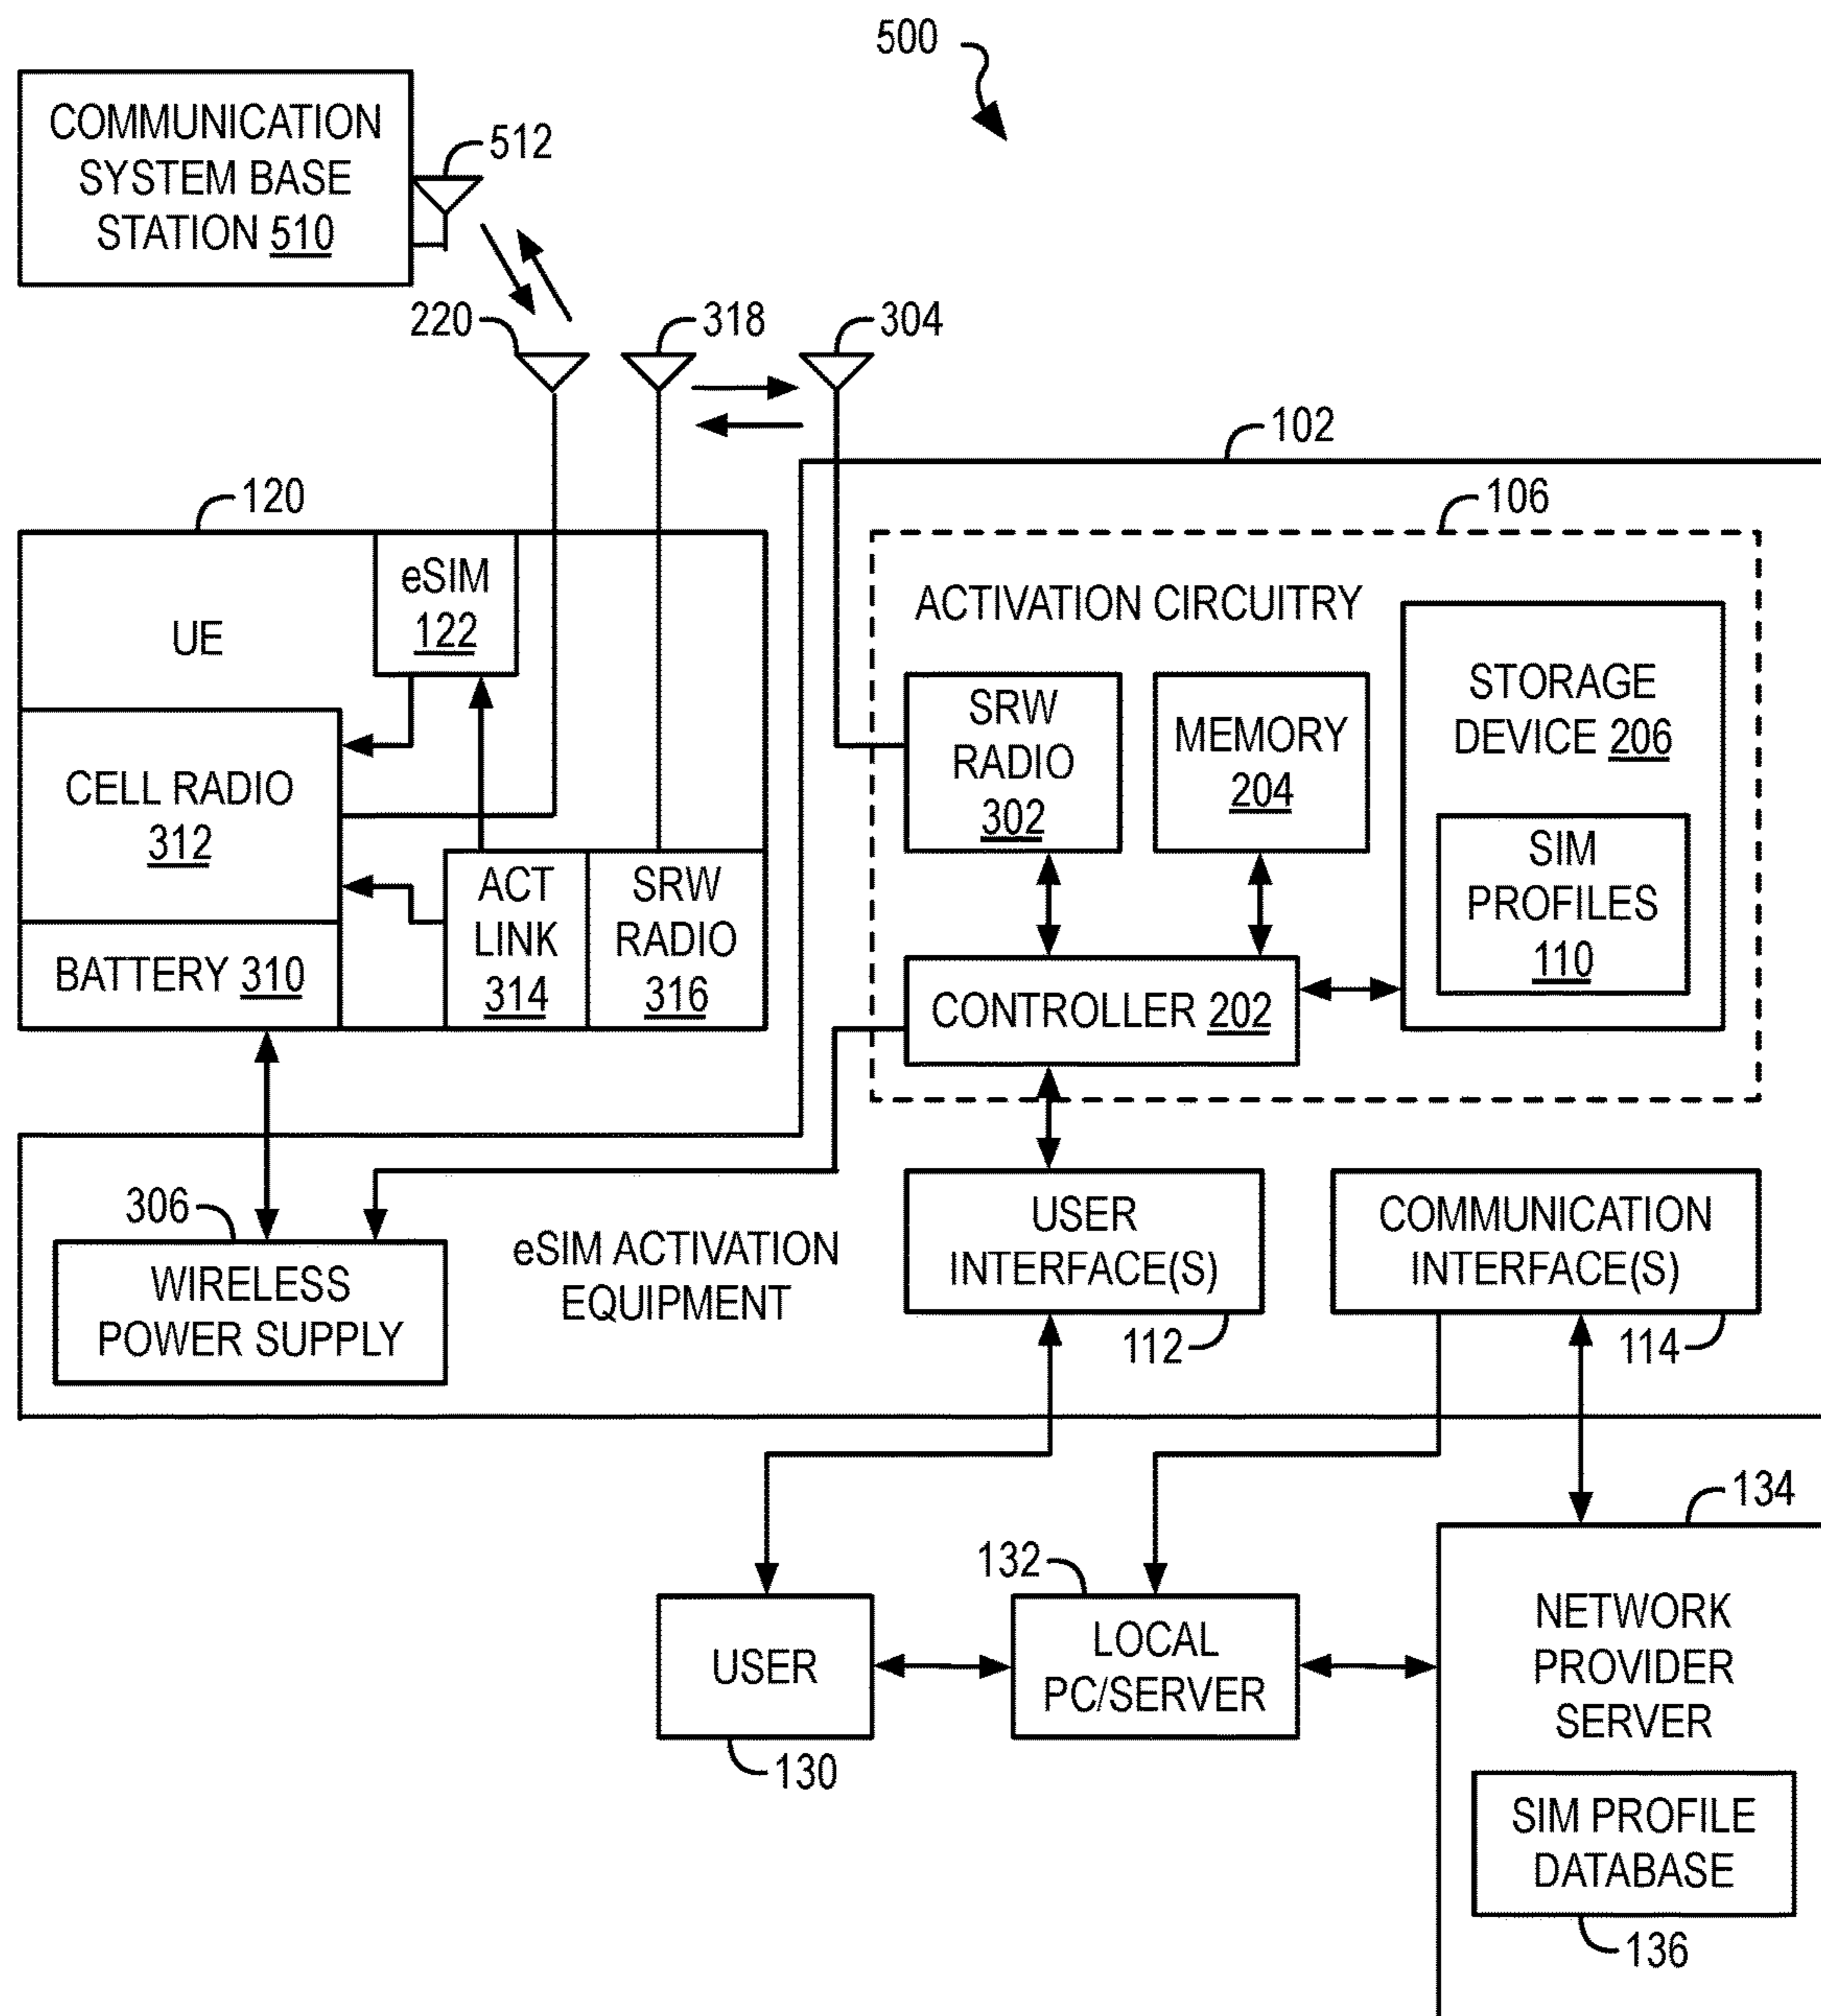 500
COMMUNICATION
SYSTEM BASE
STATION 510
512
220
318
304
102
120
106
UE
eSIM
122
CELL RADIO
312
BATTERY 310
ACT
LINK
314
SRW
RADIO
316
ACTIVATION CIRCUITRY
SRW
RADIO
302
MEMORY
204
STORAGE
DEVICE 206
SIM
PROFILES
110
CONTROLLER 202
306
WIRELESS
POWER SUPPLY
eSIM ACTIVATION
EQUIPMENT
USER
INTERFACE(S)
112
COMMUNICATION
INTERFACE(S)
114
134
132
USER
130
LOCAL
PC/SERVER
NETWORK
PROVIDER
SERVER
SIM PROFILE
DATABASE
136